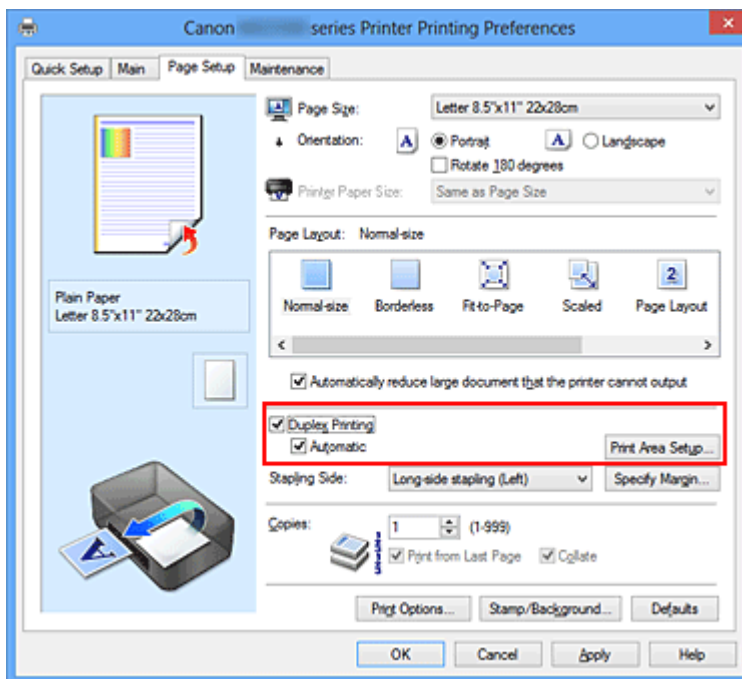 Canon series Printer Printing Preferences
Quick Setup Main Page Setup Maintenance
Page Size: Letter 8.5"x11" 22x28cm
Orientation: A Portrait A Landscape
Rotate 180 degrees
Printer Paper Size: Same as Page Size
Page Layout: Normal-size
Normal-size Borderless Fit-to-Page Scaled Page Layout
Plain Paper
Letter 8.5"x11" 22x28cm
Automatically reduce large document that the printer cannot output
Duplex Printing
Automatic Print Area Setup...
Stapling Side: Long-side stapling (Left) Specify Margin...
Copies: 1 (1-999)
Print from Last Page Collate
Print Options... Stamp/Background... Defaults
OK Cancel Apply Help